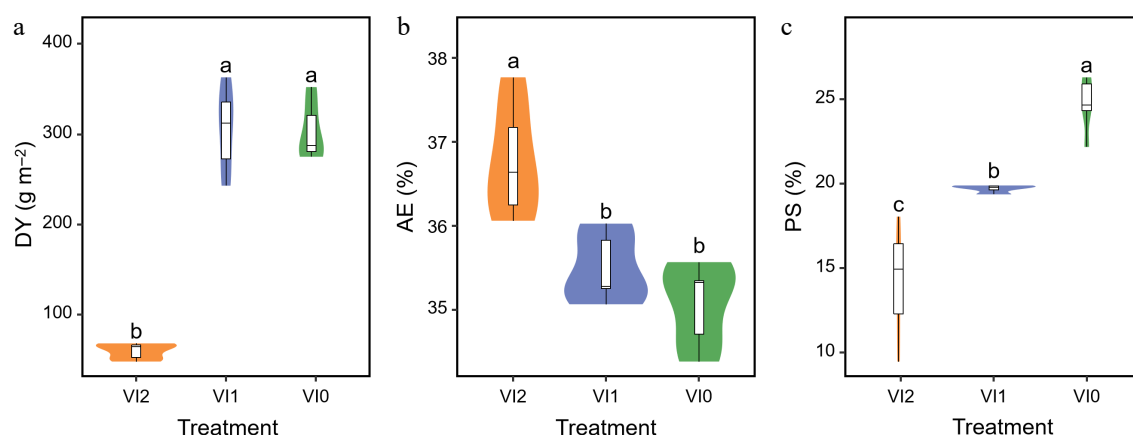 a
DY (g m⁻²)
400
300
200
100
b
a
a
VI2 VI1 VI0
Treatment
b
AE (%)
38
37
36
35
a
b
b
VI2 VI1 VI0
Treatment
c
PS (%)
25
20
15
10
c
b
a
VI2 VI1 VI0
Treatment